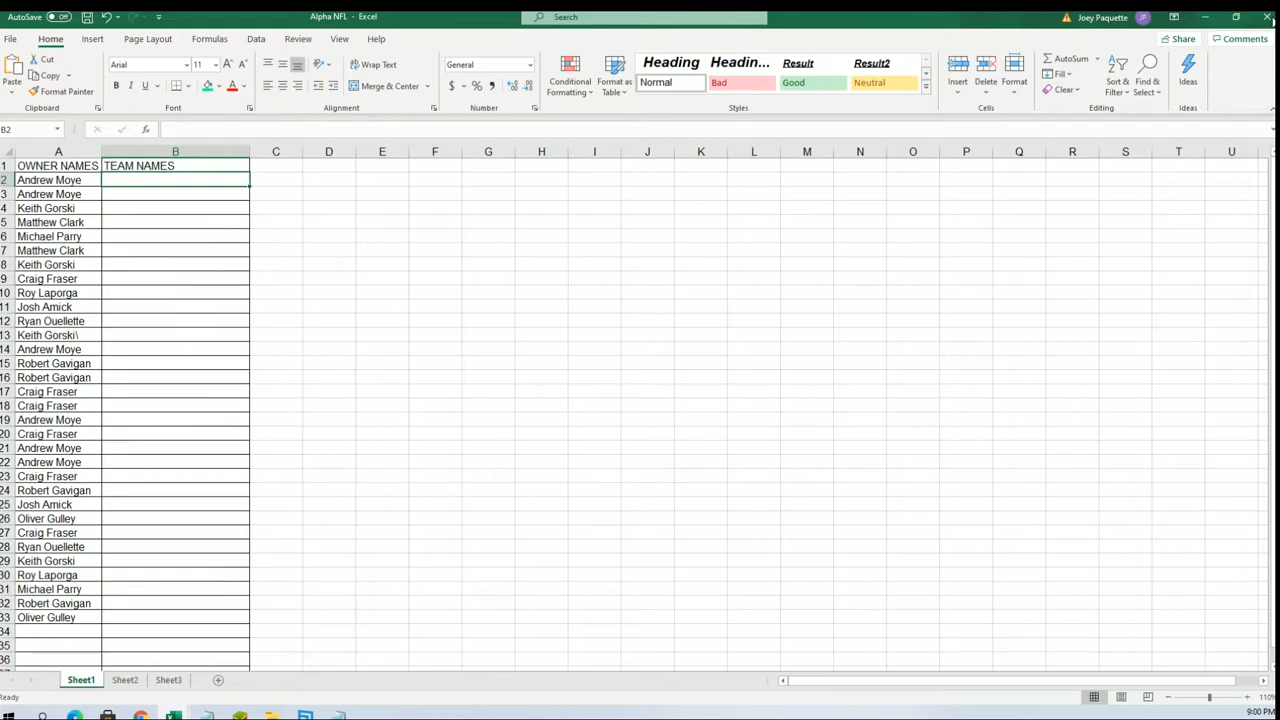 AutoSave Off Alpha NFL - Excel Search Joey Paquette JP
File Home Insert Page Layout Formulas Data Review View Help Share Comments
Paste Cut Copy Format Painter Clipboard
Arial 11 A A B I U A Font
Wrap Text Merge & Center Alignment
General $ % , Number
Conditional Formatting Format as Table
Heading Headin... Result Result2
Normal Bad Good Neutral
Styles
Insert Delete Format Cells
AutoSum Fill Clear Sort & Filter Find & Select Editing
Ideas Ideas
B2 fx
A B C D E F G H I J K L M N O P Q R S T U
1 OWNER NAMES TEAM NAMES
2 Andrew Moye
3 Andrew Moye
4 Keith Gorski
5 Matthew Clark
6 Michael Parry
7 Matthew Clark
8 Keith Gorski
9 Craig Fraser
10 Roy Laporga
11 Josh Amick
12 Ryan Ouellette
13 Keith Gorski\
14 Andrew Moye
15 Robert Gavigan
16 Robert Gavigan
17 Craig Fraser
18 Craig Fraser
19 Andrew Moye
20 Craig Fraser
21 Andrew Moye
22 Andrew Moye
23 Craig Fraser
24 Robert Gavigan
25 Josh Amick
26 Oliver Gulley
27 Craig Fraser
28 Ryan Ouellette
29 Keith Gorski
30 Roy Laporga
31 Michael Parry
32 Robert Gavigan
33 Oliver Gulley
34
35
36
Sheet1 Sheet2 Sheet3
Ready 110%
9:00 PM